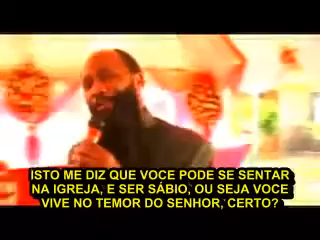 ISTO ME DIZ QUE VOCE PODE SE SENTAR
NA IGREJA, E SER SÁBIO, OU SEJA VOCE
VIVE NO TEMOR DO SENHOR, CERTO?